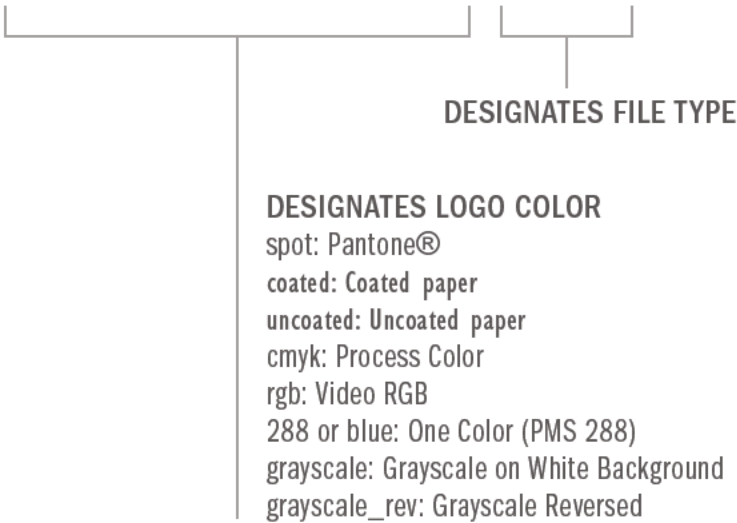 DESIGNATES FILE TYPE
DESIGNATES LOGO COLOR
spot: Pantone®
coated: Coated paper
uncoated: Uncoated paper
cmyk: Process Color
rgb: Video RGB
288 or blue: One Color (PMS 288)
grayscale: Grayscale on White Background
grayscale_rev: Grayscale Reversed